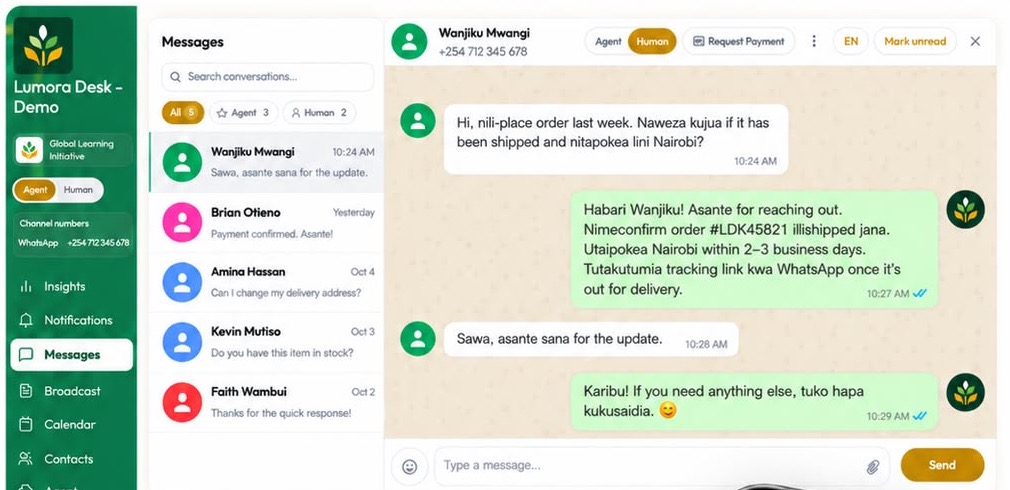 Lumora Desk -
Demo
Global Learning
Initiative
Agent Human
Channel numbers
WhatsApp +254 712 345 678
Insights
Notifications
Messages
Broadcast
Calendar
Contacts
Messages
Search conversations...
All 5 Agent 3 Human 2
Wanjiku Mwangi 10:24 AM
Sawa, asante sana for the update.
Brian Otieno Yesterday
Payment confirmed. Asante!
Amina Hassan Oct 4
Can I change my delivery address?
Kevin Mutiso Oct 3
Do you have this item in stock?
Faith Wambui Oct 2
Thanks for the quick response!
Wanjiku Mwangi
+254 712 345 678
Agent Human Request Payment EN Mark unread
Hi, nili-place order last week. Naweza kujua if it has
been shipped and nitapokea lini Nairobi?
10:24 AM
Habari Wanjiku! Asante for reaching out.
Nimeconfirm order #LDK45821 illishipped jana.
Utaipokea Nairobi within 2–3 business days.
Tutakutumia tracking link kwa WhatsApp once it's
out for delivery.
10:27 AM
Sawa, asante sana for the update.
10:28 AM
Karibu! If you need anything else, tuko hapa
kukusaidia. 😊
10:29 AM
Type a message...
Send